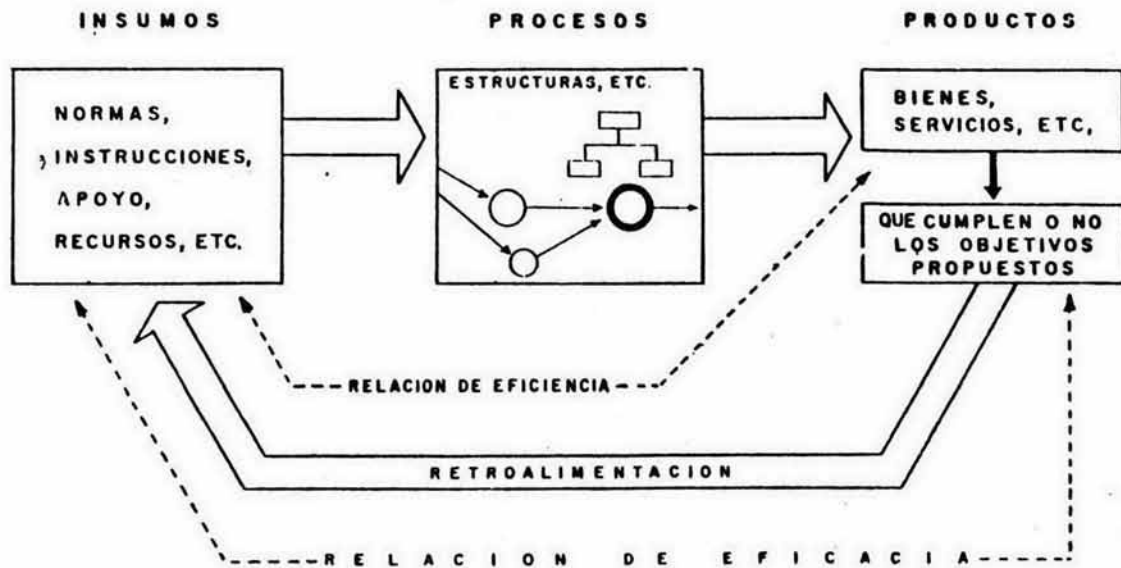 INSUMOS
PROCESOS
PRODUCTOS
NORMAS,
, INSTRUCCIONES,
APOYO,
RECURSOS, ETC.
ESTRUCTURAS, ETC.
BIENES,
SERVICIOS, ETC,
QUE CUMPLEN O NO
LOS OBJETIVOS
PROPUESTOS
RELACION DE EFICIENCIA
RETROALIMENTACION
RELACION DE EFICACIA